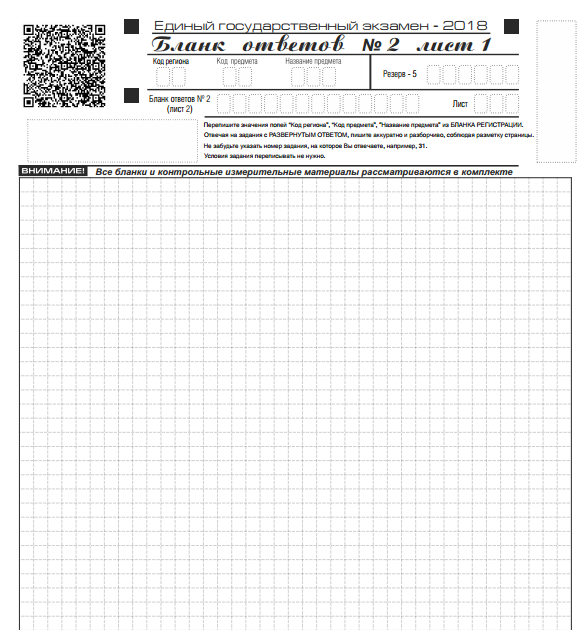 Единый государственный экзамен - 2018
Бланк ответов № 2 лист 1
Код региона Код предмета Название предмета
Резерв - 5
Бланк ответов № 2
(лист 2)
Лист
Перепишите значения полей "Код региона", "Код предмета", "Название предмета" из БЛАНКА РЕГИСТРАЦИИ.
Отвечая на задания с РАЗВЕРНУТЫМ ОТВЕТОМ, пишите аккуратно и разборчиво, соблюдая разметку страницы.
Не забудьте указать номер задания, на которое Вы отвечаете, например, 31.
Условия задания переписывать не нужно.
ВНИМАНИЕ! Все бланки и контрольные измерительные материалы рассматриваются в комплекте